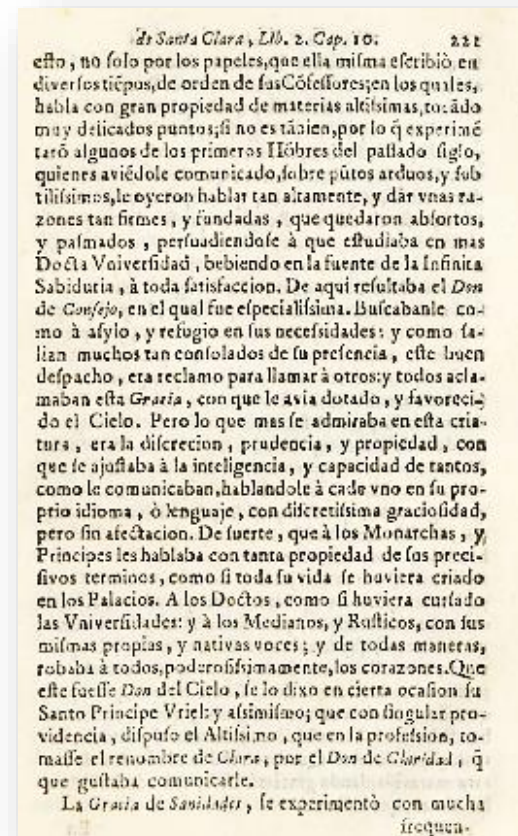 de Santa Clara, Lib. 2. Cap. 10. 221
eſto, no ſolo por los papeles, que ella miſma eſcribiò en
diverſos tiẽpos, de orden de ſus Cõfeſſores; en los quales,
habla con gran propiedad de materias altiſsimas, tocãdo
muy delicados puntos; ſi no es tãbien, por lo q̃ experimẽ
tarõ algunos de los primeros Hõbres del paſſado ſiglo,
quienes aviẽdole comunicado, ſobre pũtos arduos, y ſub
tiliſsimos, le oyeron hablar tan altamente, y dàr vnas ra-
zones tan firmes, y fundadas, que quedaron abſortos,
y paſmados, perſuadiendoſe à que eſtudiaba en mas
Docta Vniverſidad, bebiendo en la fuente de la Infinita
Sabiduria, à toda ſatisfaccion. De aqui reſultaba el Don
de Conſejo, en el qual fue eſpecialiſsima. Buſcabanle co-
mo à aſylo, y refugio en ſus neceſsidades: y como ſa-
lian muchos tan conſolados de ſu preſencia, eſte buen
deſpacho, era reclamo para llamar à otros: y todos acla-
maban eſta Gracia, con que le avia dotado, y favoreci-
do el Cielo. Pero lo que mas ſe admiraba en eſta cria-
tura, era la diſcrecion, prudencia, y propiedad, con
que ſe ajuſtaba à la inteligencia, y capacidad de tantos,
como le comunicaban, hablandole à cada vno en ſu pro-
prio idioma, ò lenguaje, con diſcretiſsima gracioſidad,
pero ſin afectacion. De ſuerte, que à los Monarchas, y
Principes les hablaba con tanta propiedad de ſus preci-
ſivos terminos, como ſi toda ſu vida ſe huviera criado
en los Palacios. A los Doctos, como ſi huviera curſado
las Vniverſidades: y à los Medianos, y Ruſticos, con ſus
miſmas propias, y nativas voces; y de todas maneras,
robaba à todos, poderoſiſsimamente, los corazones. Que
eſte fueſſe Don del Cielo, ſe lo dixo en cierta ocaſion ſu
Santo Principe Vriel: y aſsimiſmo; que con ſingular pro-
videncia, diſpuſo el Altiſsimo, que en la profeſsion, to-
maſſe el renombre de Clara, por el Don de Claridad, q̃
que guſtaba comunicarle.
La Gracia de Sanidades, ſe experimentò con mucha
frequen-